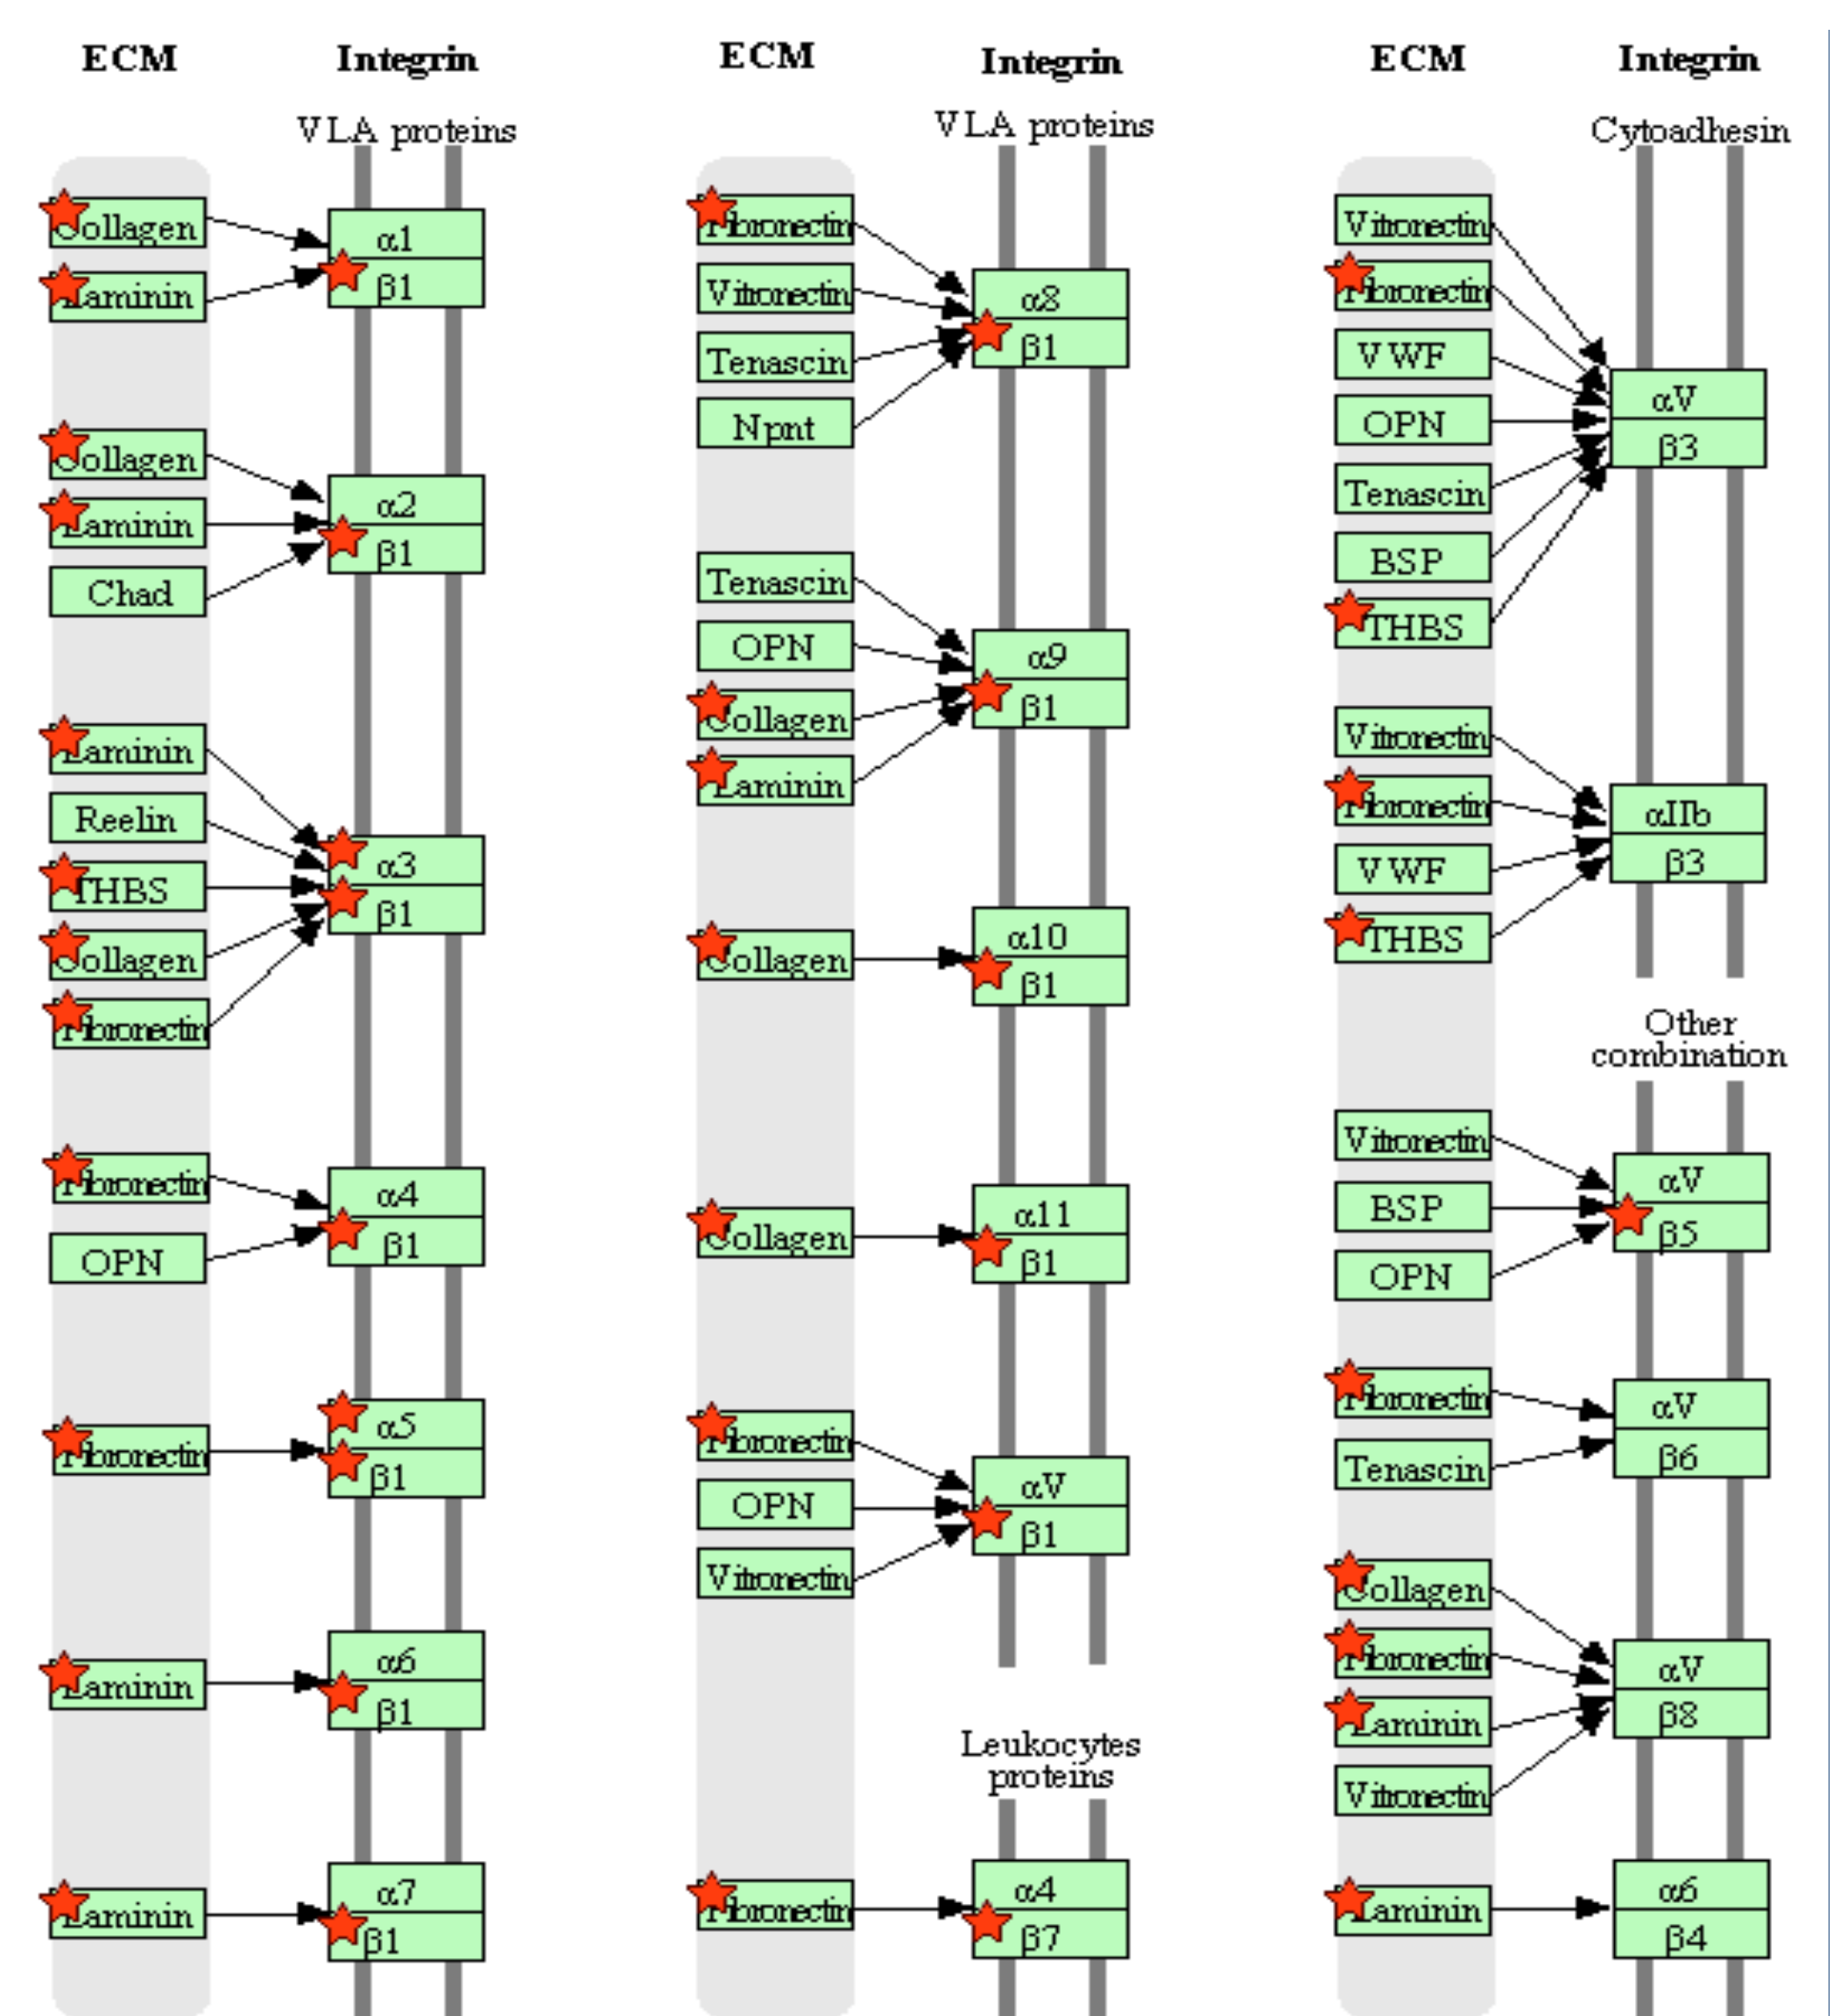 ECM
Integrin
VLA proteins
Collagen
Laminin
α1
β1
Collagen
Laminin
Chad
α2
β1
Laminin
Reelin
THBS
Collagen
Fibronectin
α3
β1
Fibronectin
OPN
α4
β1
Fibronectin
α5
β1
Laminin
α6
β1
Laminin
α7
β1
ECM
Integrin
VLA proteins
Fibronectin
Vitronectin
Tenascin
Npnt
α8
β1
Tenascin
OPN
Collagen
Laminin
α9
β1
Collagen
α10
β1
Collagen
α11
β1
Fibronectin
OPN
Vitronectin
αV
β1
Leukocytes
proteins
Fibronectin
α4
β7
ECM
Integrin
Cytoadhesin
Vitronectin
Fibronectin
VWF
OPN
Tenascin
BSP
THBS
αV
β3
Vitronectin
Fibronectin
VWF
THBS
αIIb
β3
Other
combination
Vitronectin
BSP
OPN
αV
β5
Fibronectin
Tenascin
αV
β6
Collagen
Fibronectin
Laminin
Vitronectin
αV
β8
Laminin
α6
β4